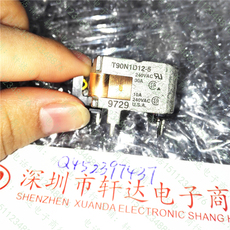 T90N1D12-5
240VAC
30A
10A
240VAC
9729
U.S.A.
Q452397437
深圳市轩达电子商
SHENZHEN XUANDA ELECTRONIC SHANG H